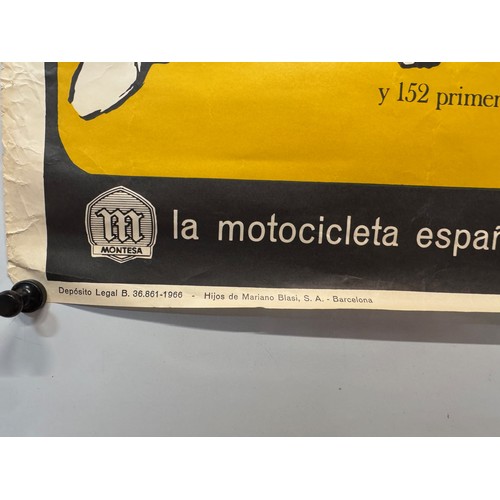 y 152 primer
m
MONTESA
la motocicleta espa
Depósito Legal B. 36.861-1966 - Hijos de Mariano Blasi, S. A. - Barcelona